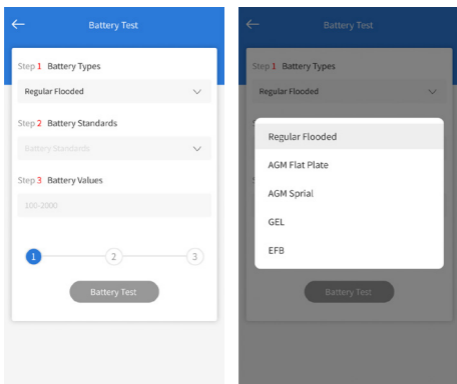 Battery Test
Step 1 Battery Types
Regular Flooded
Step 2 Battery Standards
Battery Standards
Step 3 Battery Values
100-2000
1
2
3
Battery Test
Battery Test
Step 1 Battery Types
Regular Flooded
Regular Flooded
AGM Flat Plate
AGM Sprial
GEL
EFB
Battery Test